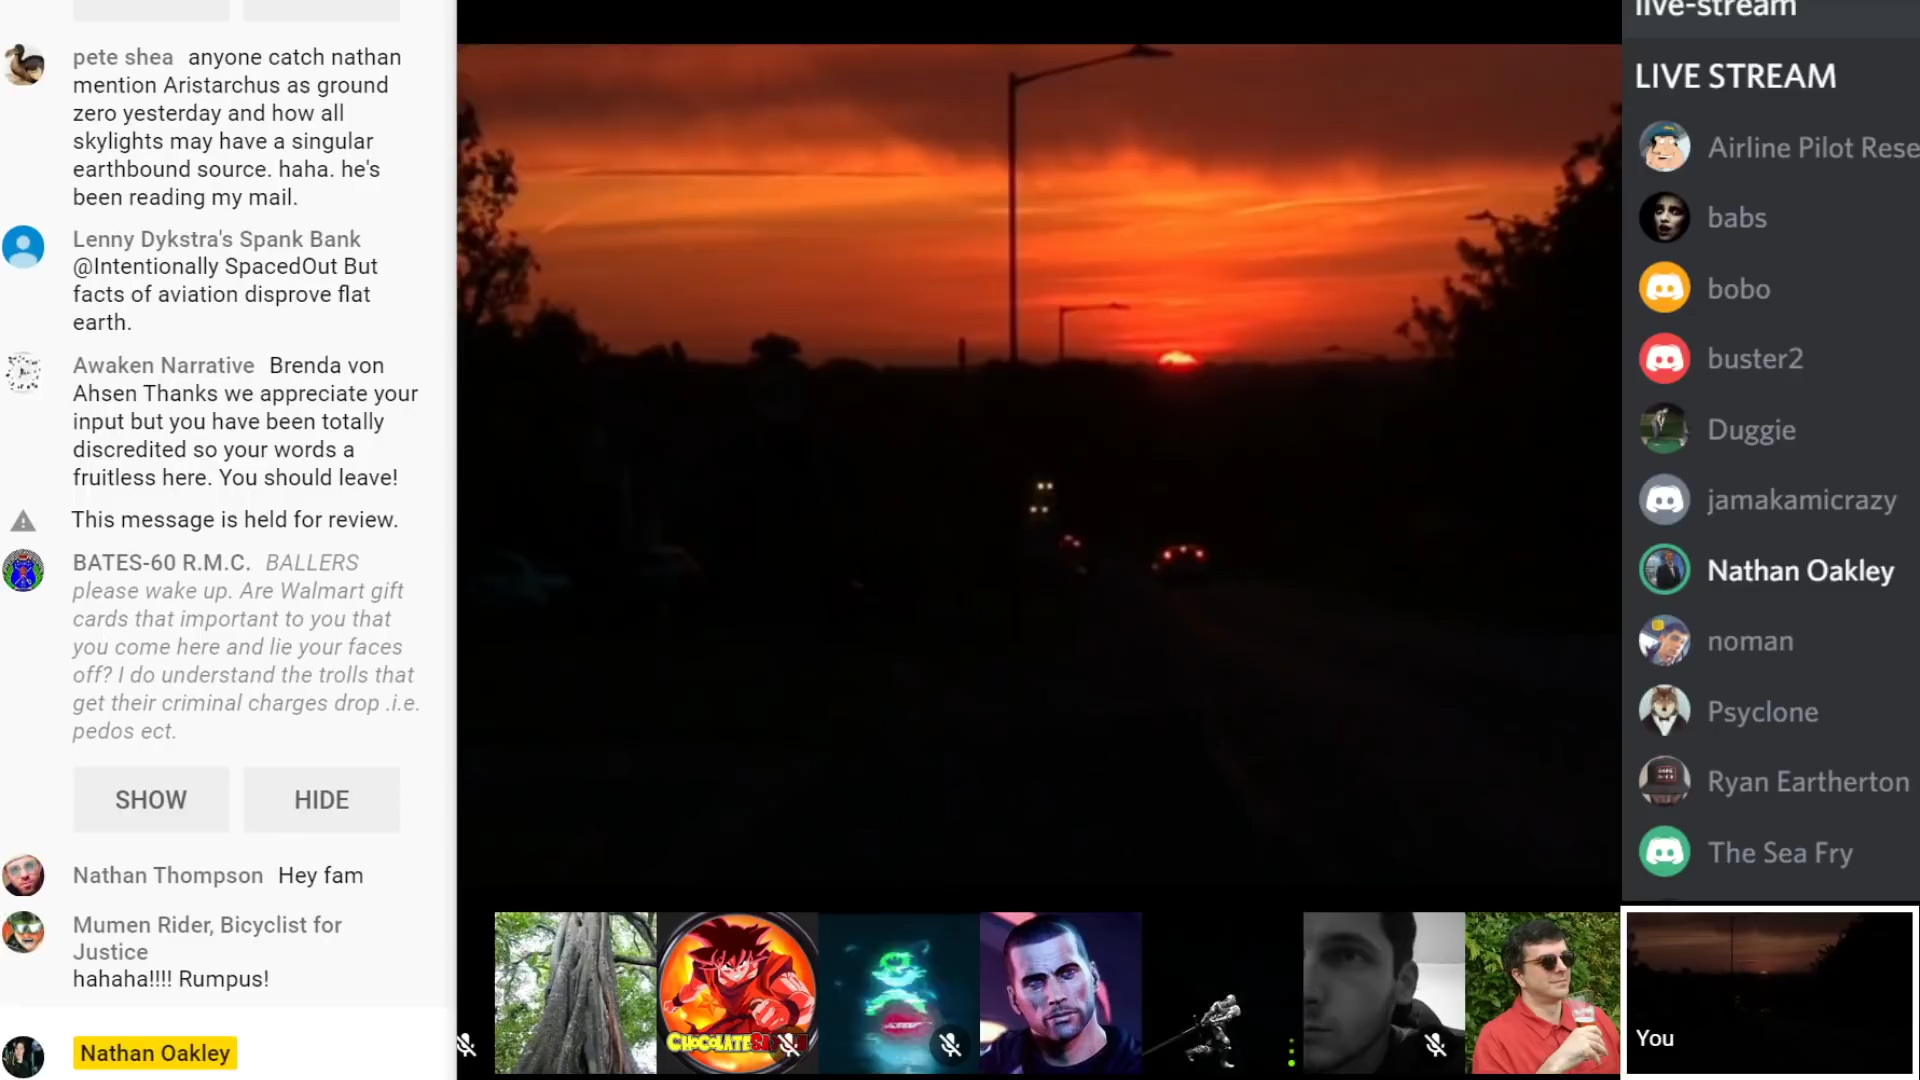 pete shea anyone catch nathan
mention Aristarchus as ground
zero yesterday and how all
skylights may have a singular
earthbound source. haha. he's
been reading my mail.
Lenny Dykstra's Spank Bank
@Intentionally SpacedOut But
facts of aviation disprove flat
earth.
Awaken Narrative Brenda von
Ahsen Thanks we appreciate your
input but you have been totally
discredited so your words a
fruitless here. You should leave!
This message is held for review.
BATES-60 R.M.C. BALLERS
please wake up. Are Walmart gift
cards that important to you that
you come here and lie your faces
off? I do understand the trolls that
get their criminal charges drop .i.e.
pedos ect.
SHOW HIDE
Nathan Thompson Hey fam
Mumen Rider, Bicyclist for
Justice
hahaha!!!! Rumpus!
Nathan Oakley
live-stream
LIVE STREAM
Airline Pilot Rese
babs
bobo
buster2
Duggie
jamakamicrazy
Nathan Oakley
noman
Psyclone
Ryan Eartherton
The Sea Fry
You